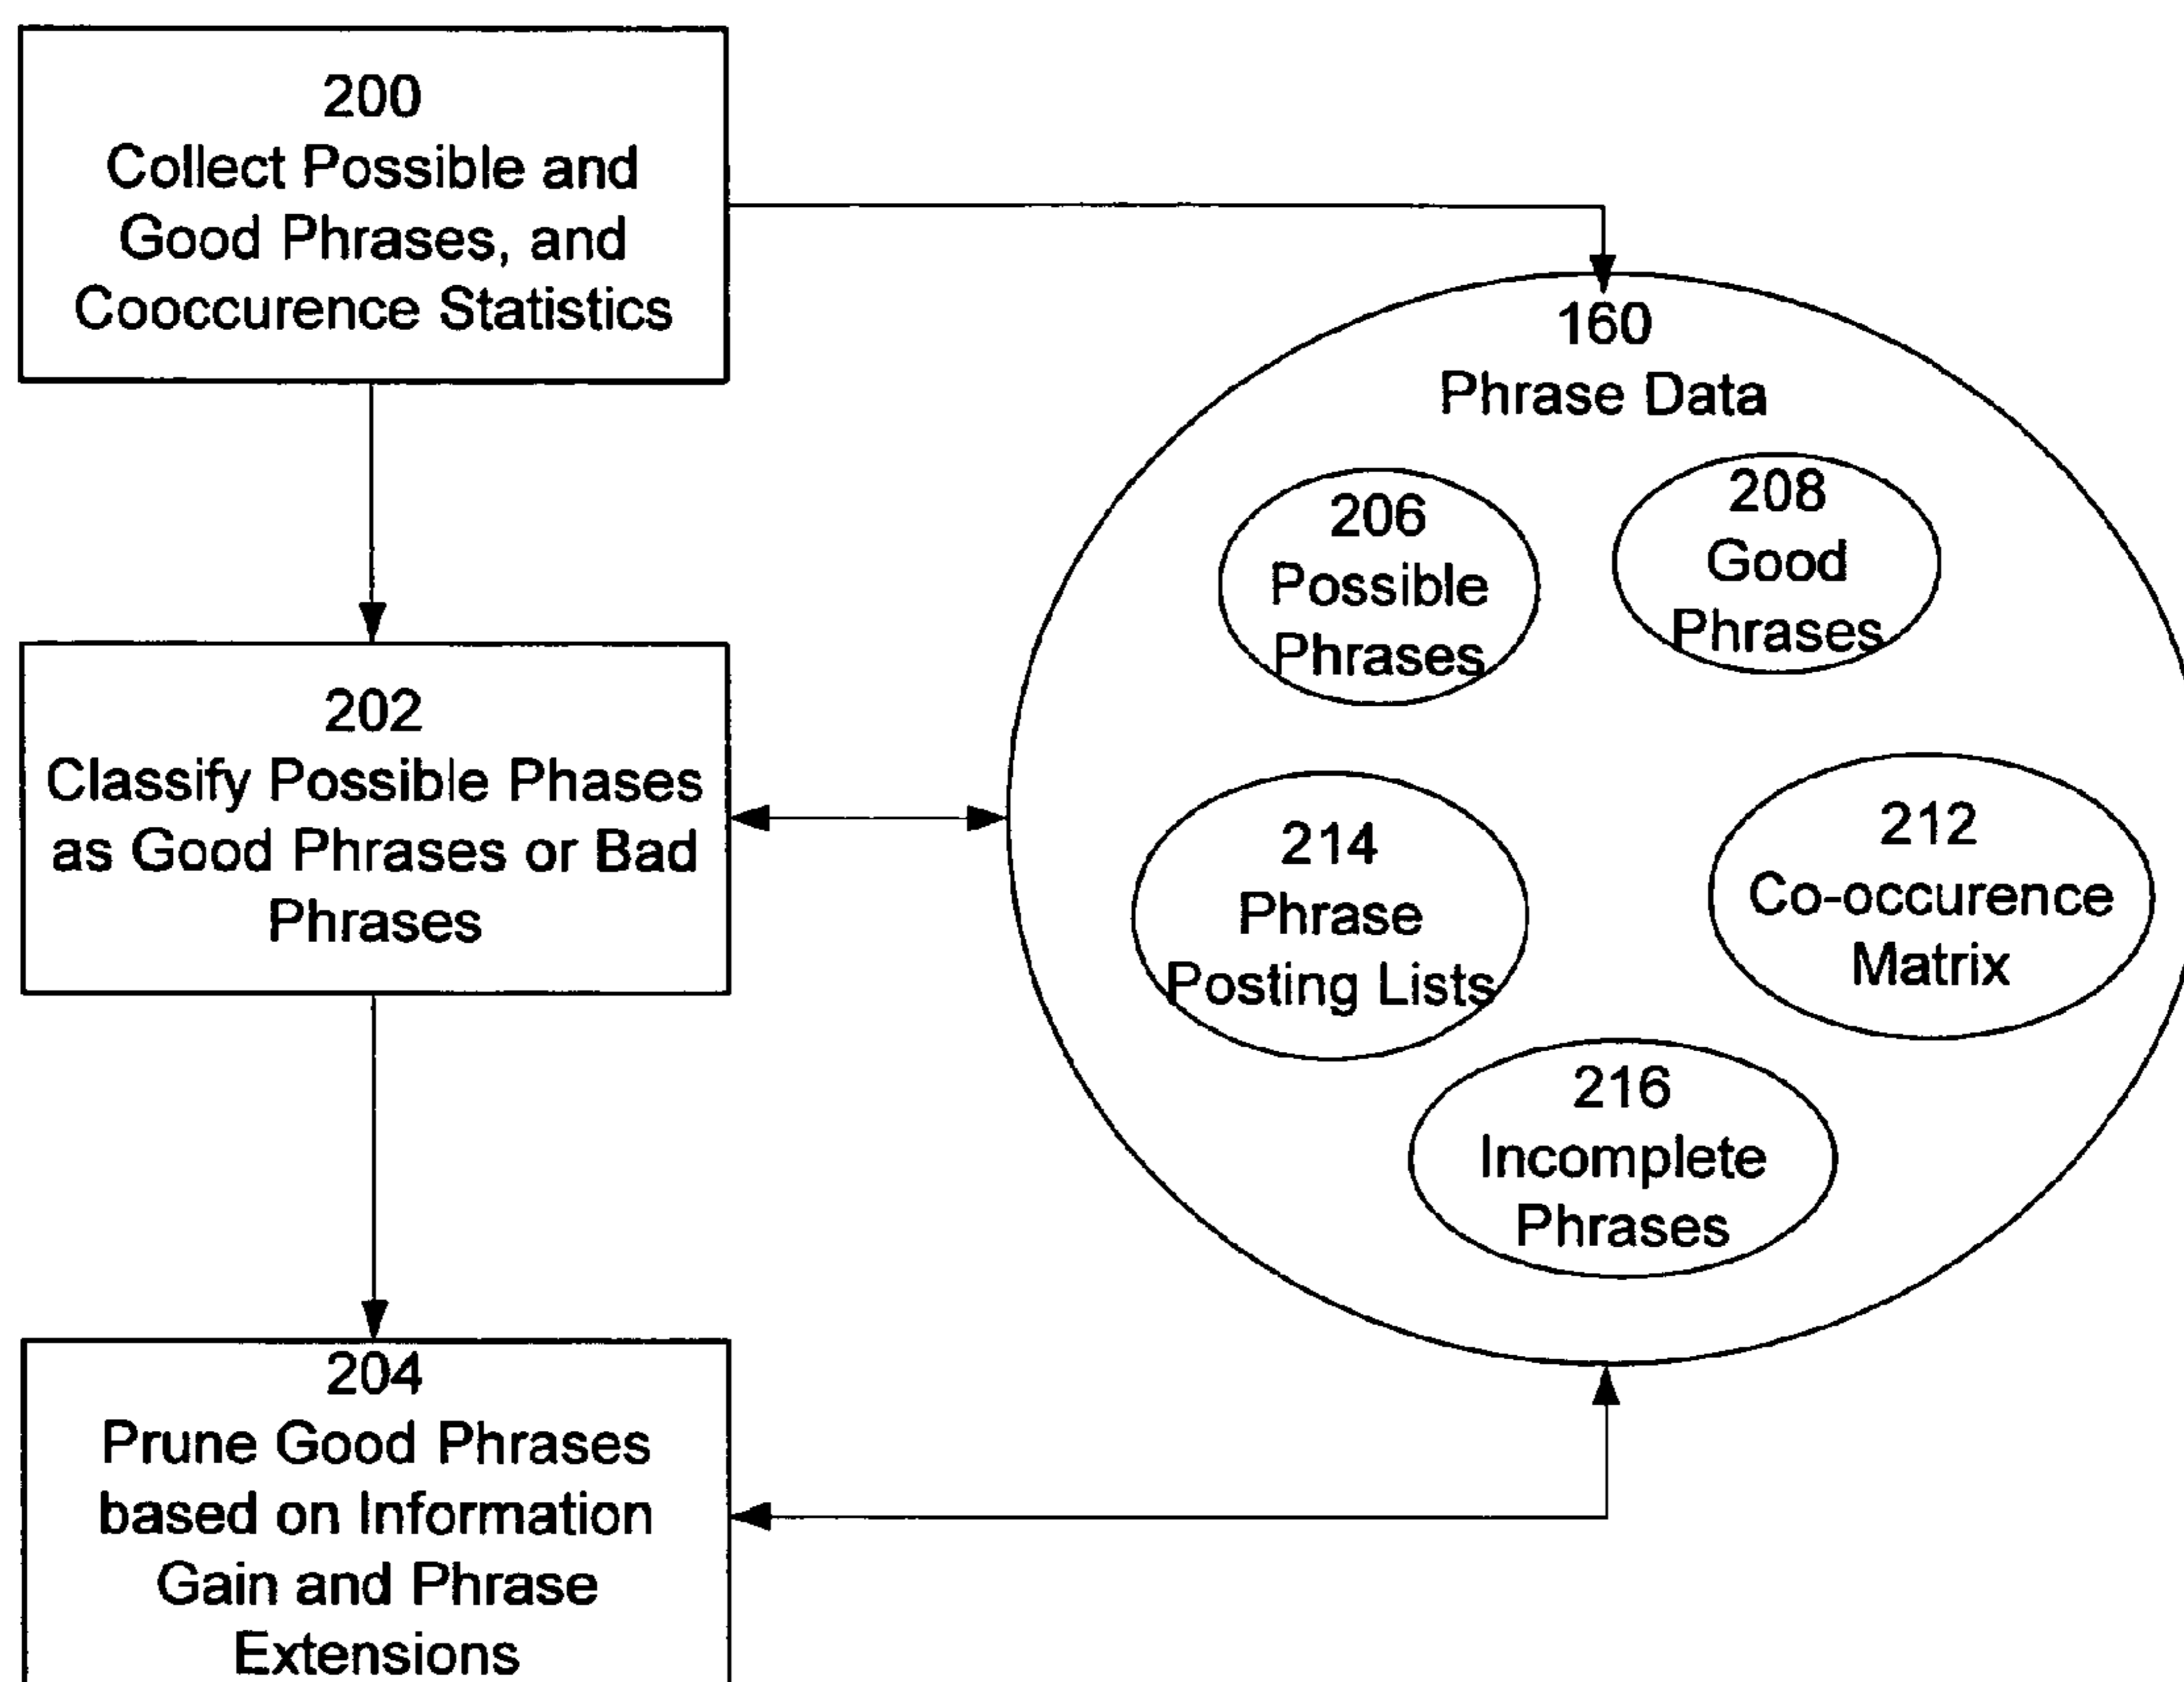 200
Collect Possible and
Good Phrases, and
Cooccurence Statistics
160
Phrase Data
206
Possible
Phrases
208
Good
Phrases
202
Classify Possible Phases
as Good Phrases or Bad
Phrases
214
Phrase
Posting Lists
212
Co-occurence
Matrix
216
Incomplete
Phrases
204
Prune Good Phrases
based on Information
Gain and Phrase
Extensions